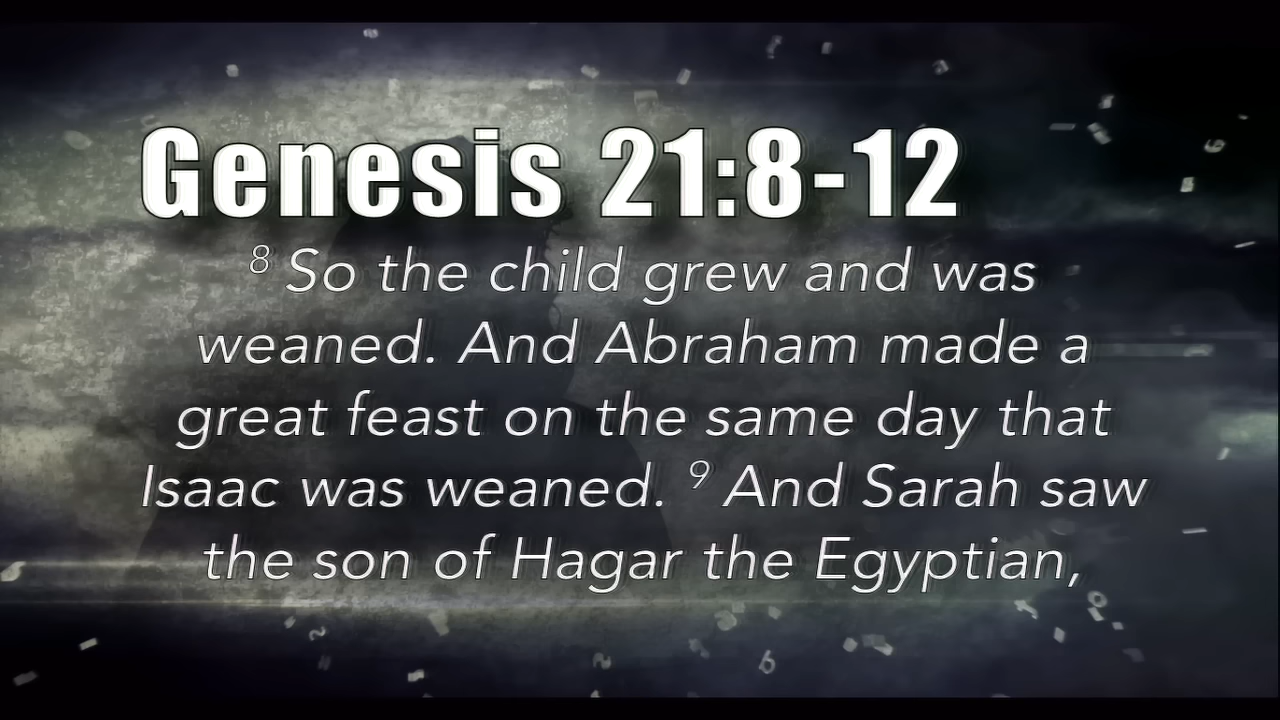 Genesis 21:8-12
8 So the child grew and was
weaned. And Abraham made a
great feast on the same day that
Isaac was weaned. 9 And Sarah saw
the son of Hagar the Egyptian,